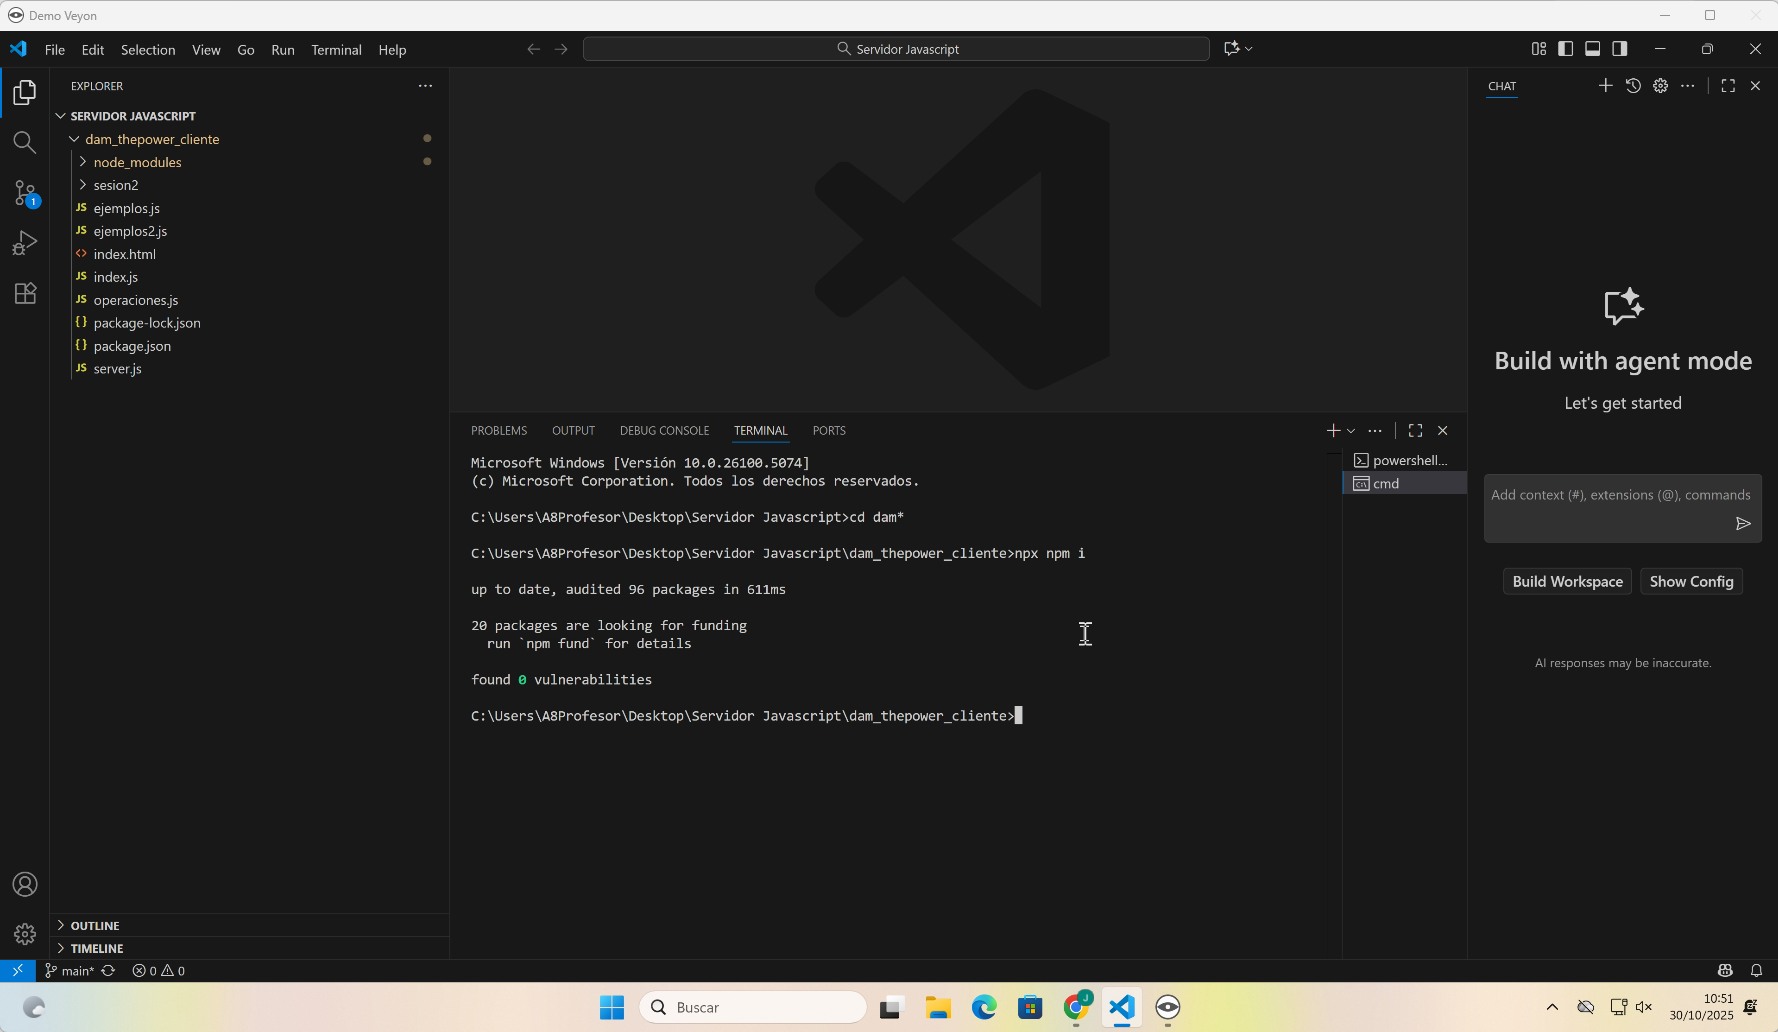 Demo Veyon
File Edit Selection View Go Run Terminal Help
Servidor Javascript
EXPLORER
SERVIDOR JAVASCRIPT
dam_thepower_cliente
node_modules
sesion2
JS ejemplos.js
JS ejemplos2.js
<> index.html
JS index.js
JS operaciones.js
{} package-lock.json
{} package.json
JS server.js
1
OUTLINE
TIMELINE
PROBLEMS OUTPUT DEBUG CONSOLE TERMINAL PORTS
Microsoft Windows [Versión 10.0.26100.5074]
(c) Microsoft Corporation. Todos los derechos reservados.
C:\Users\A8Profesor\Desktop\Servidor Javascript>cd dam*
C:\Users\A8Profesor\Desktop\Servidor Javascript\dam_thepower_cliente>npx npm i
up to date, audited 96 packages in 611ms
20 packages are looking for funding
run `npm fund` for details
found 0 vulnerabilities
C:\Users\A8Profesor\Desktop\Servidor Javascript\dam_thepower_cliente>
powershell...
cmd
CHAT
Build with agent mode
Let's get started
Add context (#), extensions (@), commands
Build Workspace Show Config
AI responses may be inaccurate.
main* 0 0
Buscar
J
10:51
30/10/2025